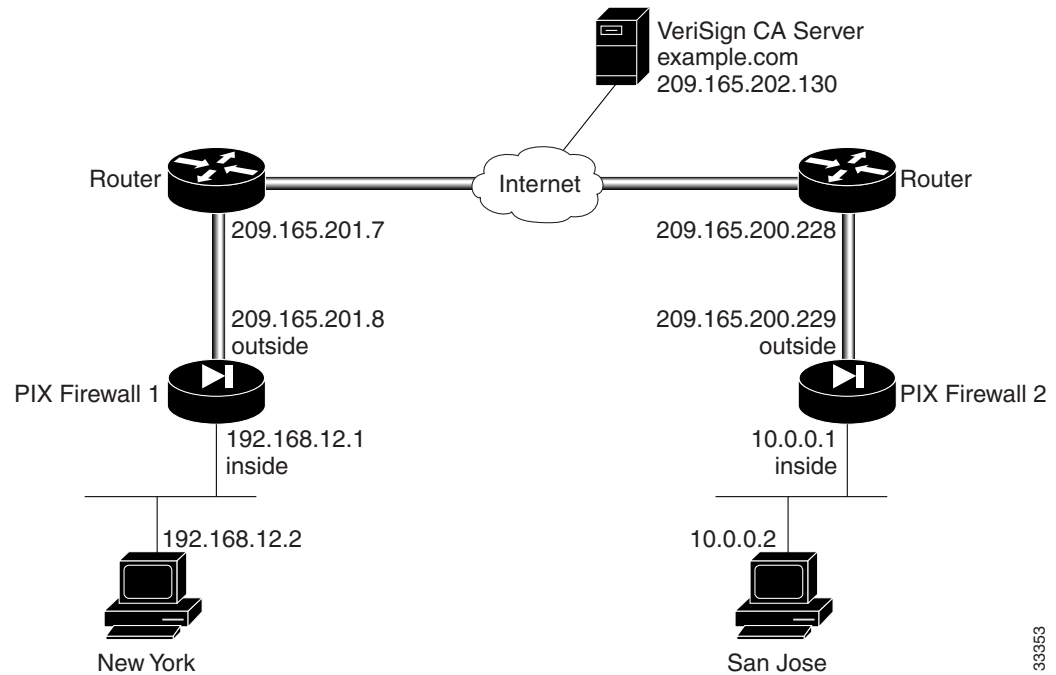 VeriSign CA Server
example.com
209.165.202.130
Router
Internet
Router
209.165.201.7
209.165.200.228
209.165.201.8
outside
209.165.200.229
outside
PIX Firewall 1
PIX Firewall 2
192.168.12.1
inside
10.0.0.1
inside
192.168.12.2
10.0.0.2
New York
San Jose
33353